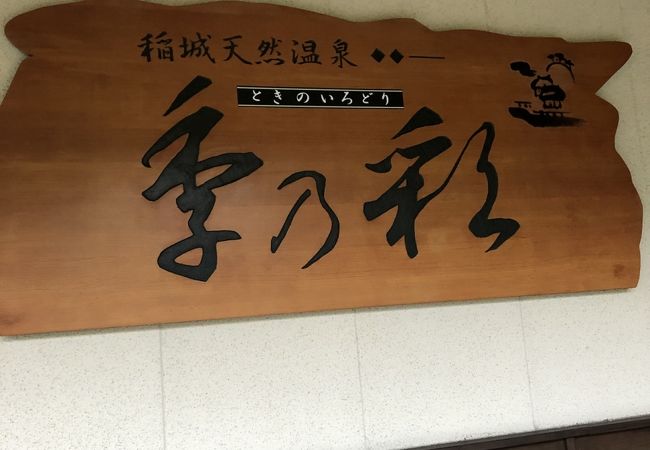 稲城天然温泉 ◆◆—
ときのいろどり
季乃彩